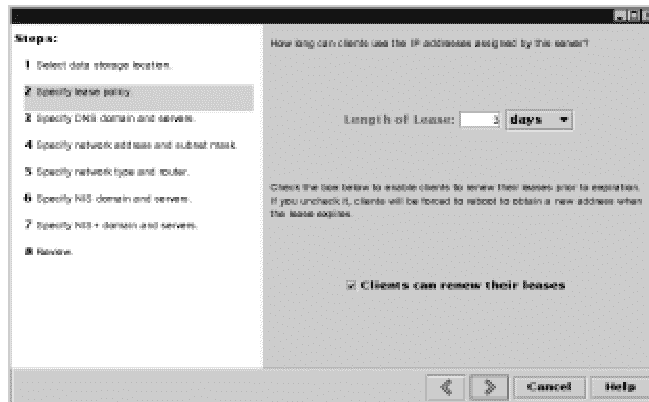 Steps:
1 Select data storage location.
2 Specify lease policy.
3 Specify DNS domain and servers.
4 Specify network address and subnet mask.
5 Specify network type and router.
6 Specify NIS domain and servers.
7 Specify NIS+ domain and servers.
8 Review.
How long can clients use the IP addresses assigned by this server?
Length of Lease: 3 days
Check the box below to enable clients to renew their leases prior to expiration.
If you uncheck it, clients will be forced to reboot to obtain a new address when
the lease expires.
Clients can renew their leases
Cancel Help